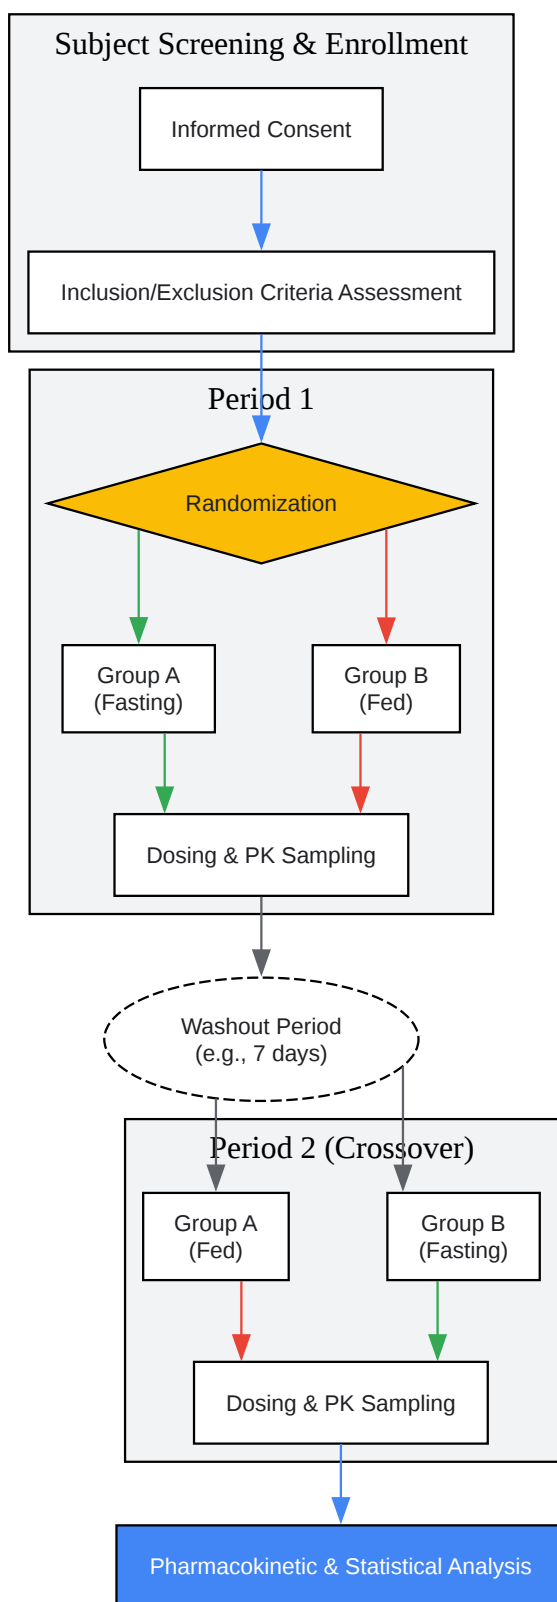 Subject Screening & Enrollment
Informed Consent
Inclusion/Exclusion Criteria Assessment
Period 1
Randomization
Group A
(Fasting)
Group B
(Fed)
Dosing & PK Sampling
Washout Period
(e.g., 7 days)
Period 2 (Crossover)
Group A
(Fed)
Group B
(Fasting)
Dosing & PK Sampling
Pharmacokinetic & Statistical Analysis